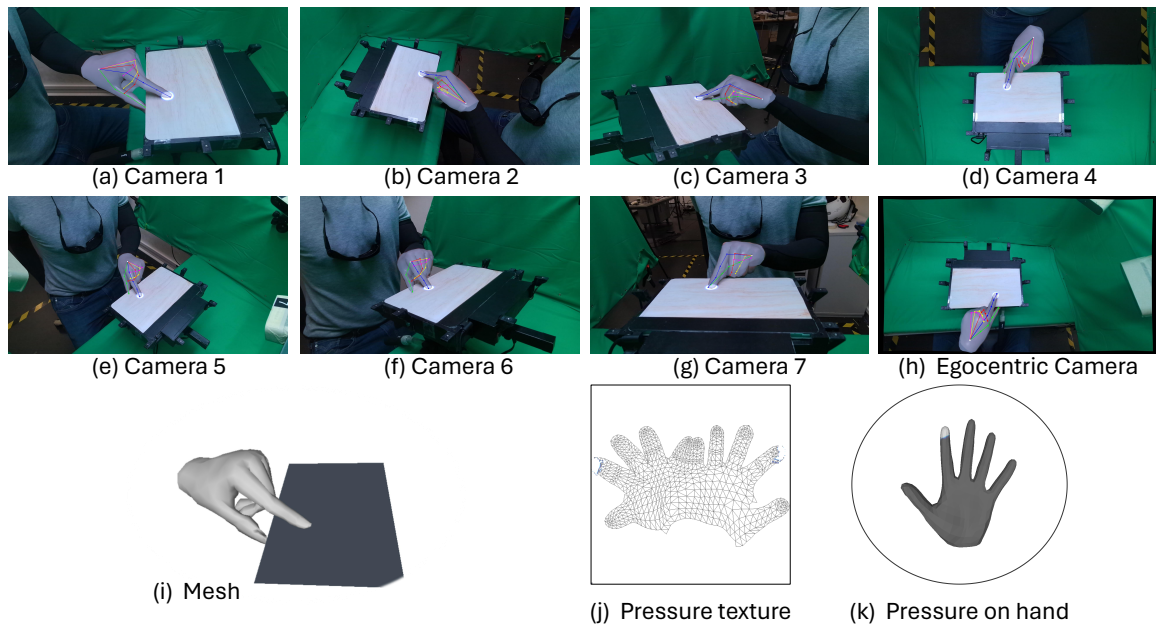 (a) Camera 1
(b) Camera 2
(c) Camera 3
(d) Camera 4
(e) Camera 5
(f) Camera 6
(g) Camera 7
(h) Egocentric Camera
(i) Mesh
(j) Pressure texture
(k) Pressure on hand